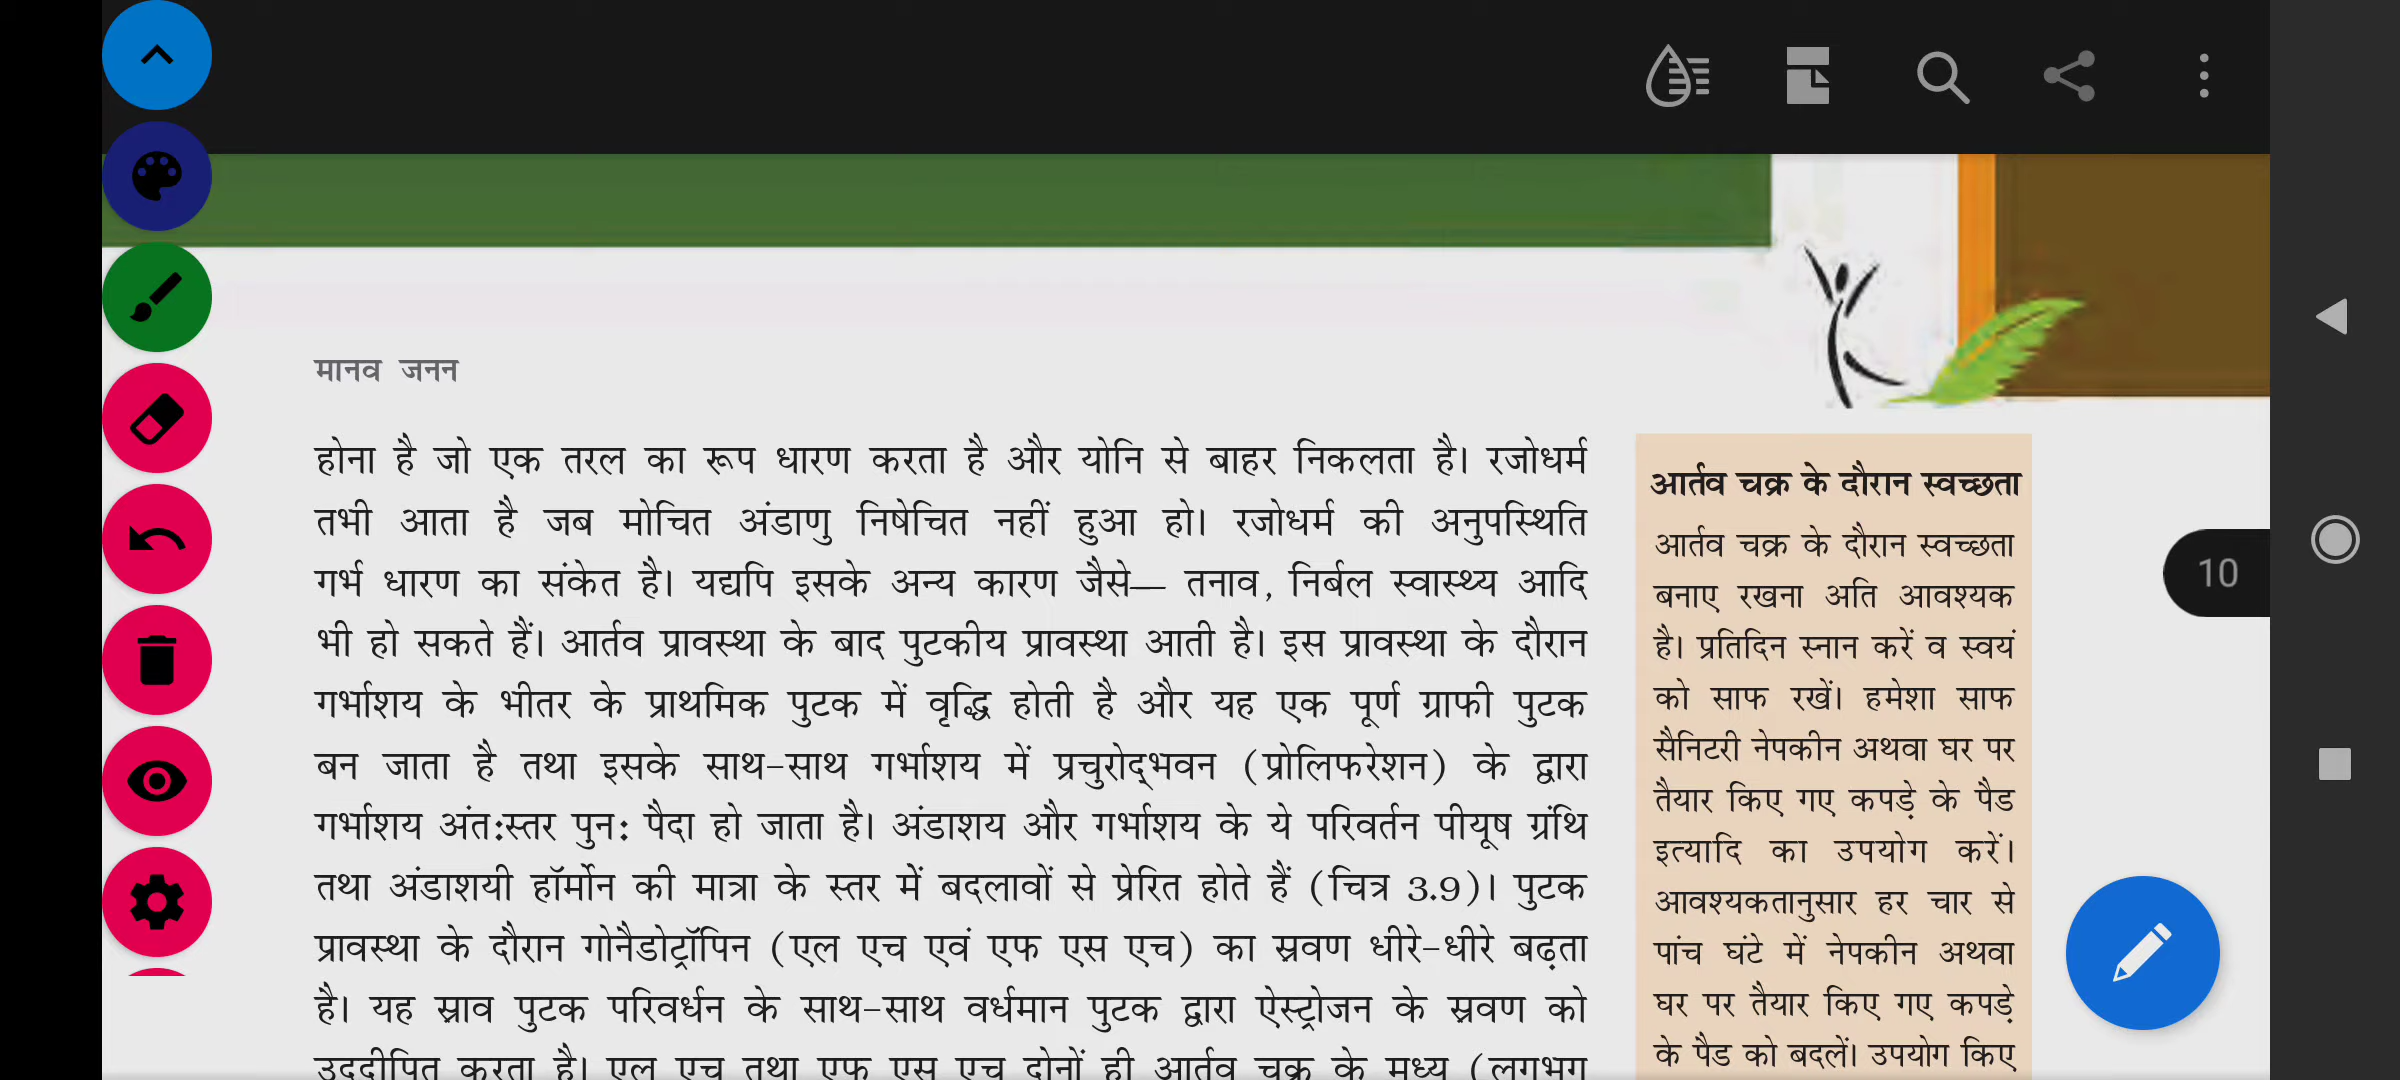 मानव जनन
होना है जो एक तरल का रूप धारण करता है और योनि से बाहर निकलता है। रजोधर्म
तभी आता है जब मोचित अंडाणु निषेचित नहीं हुआ हो। रजोधर्म की अनुपस्थिति
गर्भ धारण का संकेत है। यद्यपि इसके अन्य कारण जैसे— तनाव, निर्बल स्वास्थ्य आदि
भी हो सकते हैं। आर्तव प्रावस्था के बाद पुटकीय प्रावस्था आती है। इस प्रावस्था के दौरान
गर्भाशय के भीतर के प्राथमिक पुटक में वृद्धि होती है और यह एक पूर्ण ग्राफी पुटक
बन जाता है तथा इसके साथ-साथ गर्भाशय में प्रचुरोद्भवन (प्रोलिफरेशन) के द्वारा
गर्भाशय अंतःस्तर पुनः पैदा हो जाता है। अंडाशय और गर्भाशय के ये परिवर्तन पीयूष ग्रंथि
तथा अंडाशयी हॉर्मोन की मात्रा के स्तर में बदलावों से प्रेरित होते हैं (चित्र 3.9)। पुटक
प्रावस्था के दौरान गोनैडोट्रॉपिन (एल एच एवं एफ एस एच) का स्रवण धीरे-धीरे बढ़ता
है। यह स्राव पुटक परिवर्धन के साथ-साथ वर्धमान पुटक द्वारा ऐस्ट्रोजन के स्रवण को
उद्दीपित करता है। एल एच तथा एफ एस एच दोनों ही आर्तव चक्र के मध्य (लगभग
आर्तव चक्र के दौरान स्वच्छता
आर्तव चक्र के दौरान स्वच्छता
बनाए रखना अति आवश्यक
है। प्रतिदिन स्नान करें व स्वयं
को साफ रखें। हमेशा साफ
सैनिटरी नेपकीन अथवा घर पर
तैयार किए गए कपड़े के पैड
इत्यादि का उपयोग करें।
आवश्यकतानुसार हर चार से
पांच घंटे में नेपकीन अथवा
घर पर तैयार किए गए कपड़े
के पैड को बदलें। उपयोग किए
10